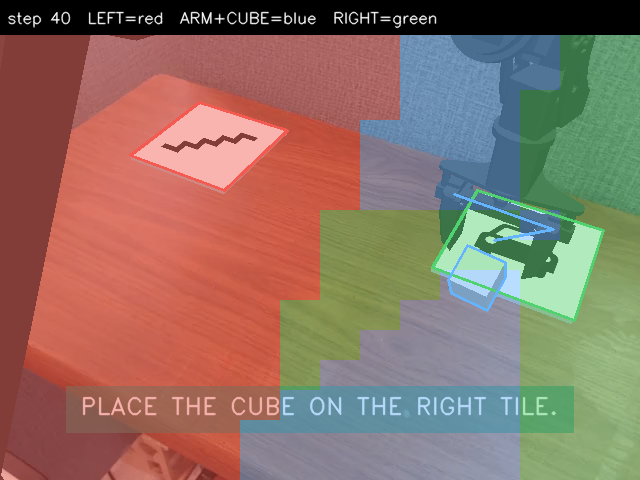 step 40 LEFT=red ARM+CUBE=blue RIGHT=green
PLACE THE CUBE ON THE RIGHT TILE.